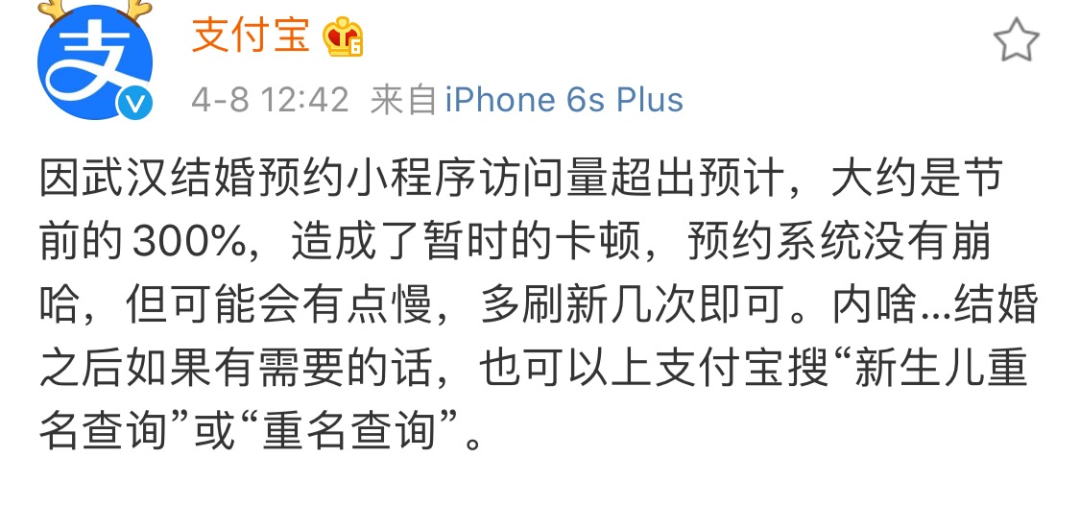 支付宝
4-8 12:42 来自 iPhone 6s Plus
因武汉结婚预约小程序访问量超出预计，大约是节
前的 300%，造成了暂时的卡顿，预约系统没有崩
哈，但可能会有点慢，多刷新几次即可。内啥...结婚
之后如果有需要的话，也可以上支付宝搜“新生儿重
名查询”或“重名查询”。